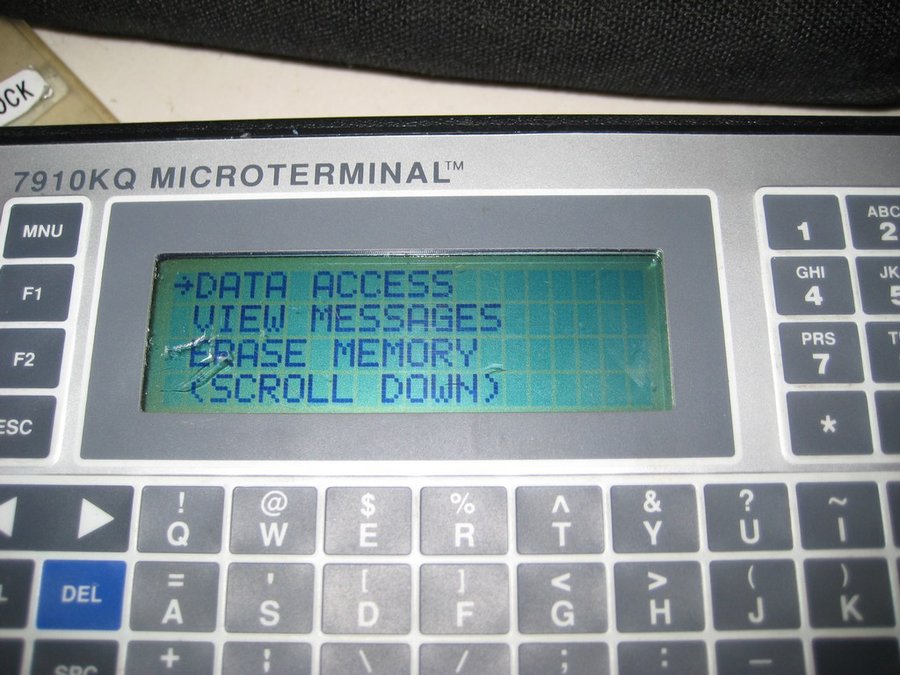 OCK
7910KQ MICROTERMINAL™
MNU
F1
F2
ESC
→DATA ACCESS
VIEW MESSAGES
ERASE MEMORY
(SCROLL DOWN)
1
ABC 2
GHI 4
JK 5
PRS 7
*
! Q
@ W
$ E
% R
^ T
& Y
? U
~ I
DEL
= A
' S
[ D
] F
< G
> H
( J
) K
SPC
+
;
\
/
;
:
–